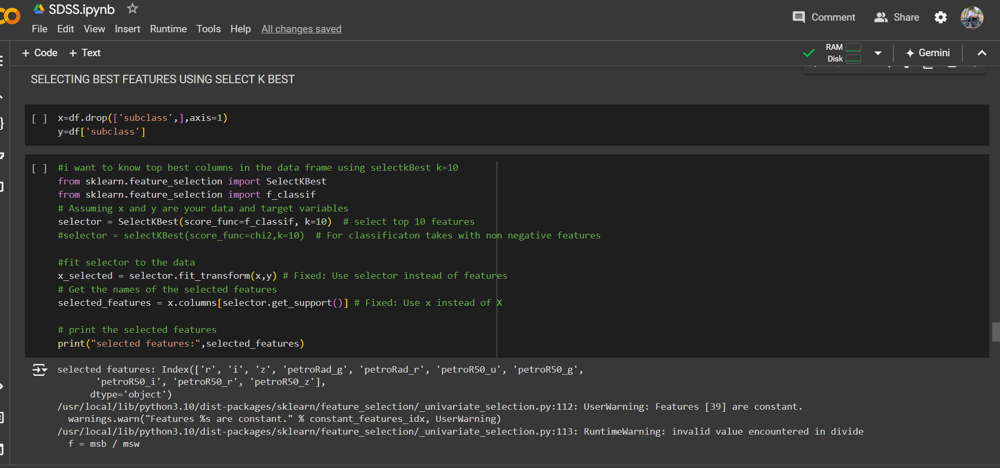 SDSS.ipynb
File Edit View Insert Runtime Tools Help All changes saved
Comment Share
+ Code + Text
RAM
Disk
Gemini
SELECTING BEST FEATURES USING SELECT K BEST
[ ] x=df.drop(['subclass',],axis=1)
y=df['subclass']
[ ] #i want to know top best columns in the data frame using selectkBest k=10
from sklearn.feature_selection import SelectKBest
from sklearn.feature_selection import f_classif
# Assuming x and y are your data and target variables
selector = SelectKBest(score_func=f_classif, k=10)  # select top 10 features
#selector = selectKBest(score_func=chi2,k=10)  # For classificaton takes with non negative features
#fit selector to the data
x_selected = selector.fit_transform(x,y) # Fixed: Use selector instead of features
# Get the names of the selected features
selected_features = x.columns[selector.get_support()] # Fixed: Use x instead of X
# print the selected features
print("selected features:",selected_features)
selected features: Index(['r', 'i', 'z', 'petroRad_g', 'petroRad_r', 'petroR50_u', 'petroR50_g',
'petroR50_i', 'petroR50_r', 'petroR50_z'],
dtype='object')
/usr/local/lib/python3.10/dist-packages/sklearn/feature_selection/_univariate_selection.py:112: UserWarning: Features [39] are constant.
warnings.warn("Features %s are constant." % constant_features_idx, UserWarning)
/usr/local/lib/python3.10/dist-packages/sklearn/feature_selection/_univariate_selection.py:113: RuntimeWarning: invalid value encountered in divide
f = msb / msw